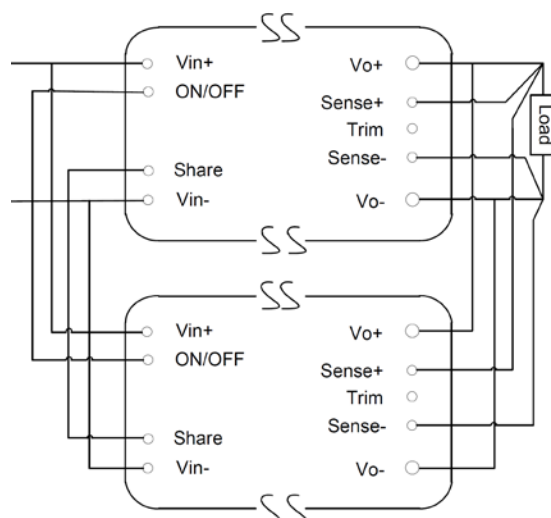 Vin+
Vo+
ON/OFF
Sense+
Load
Trim
Sense-
Share
Vin-
Vo-
Vin+
Vo+
ON/OFF
Sense+
Trim
Sense-
Share
Vin-
Vo-